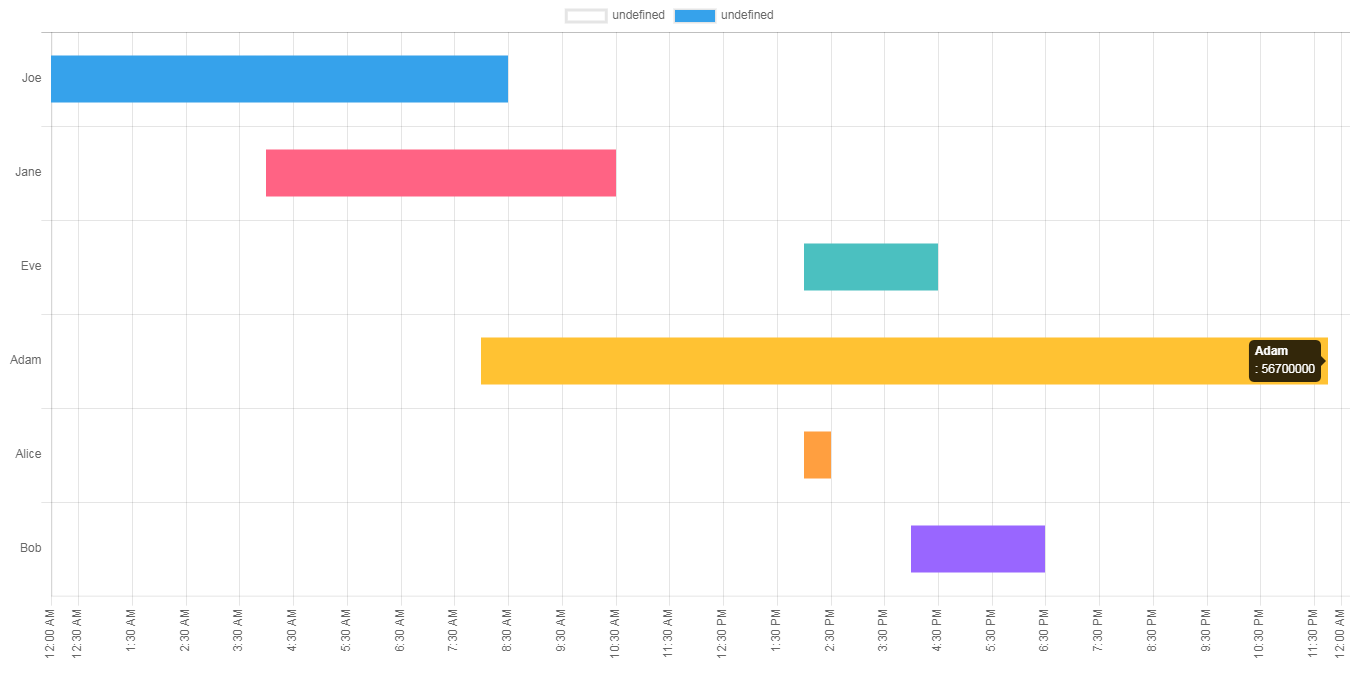 undefined undefined
Joe
Jane
Eve
Adam
Adam
: 56700000
Alice
Bob
12:00 AM
12:30 AM
1:30 AM
2:30 AM
3:30 AM
4:30 AM
5:30 AM
6:30 AM
7:30 AM
8:30 AM
9:30 AM
10:30 AM
11:30 AM
12:30 PM
1:30 PM
2:30 PM
3:30 PM
4:30 PM
5:30 PM
6:30 PM
7:30 PM
8:30 PM
9:30 PM
10:30 PM
11:30 PM
12:00 AM